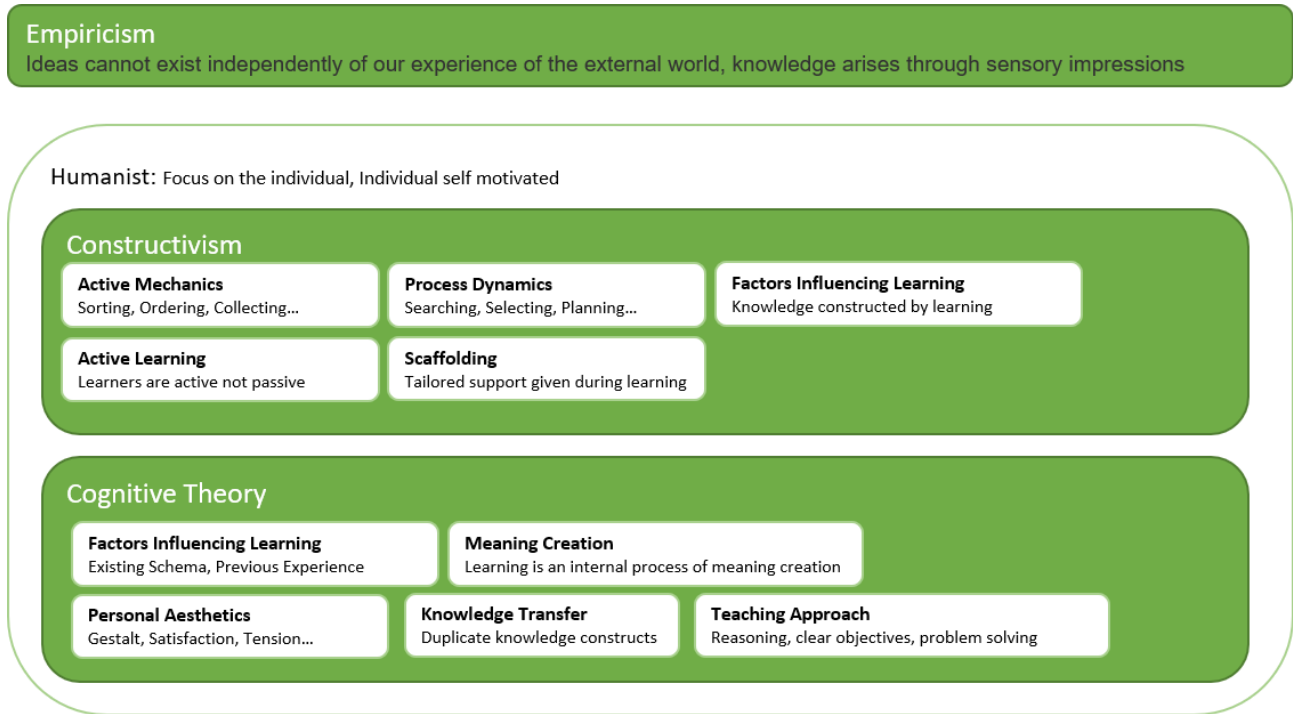 Empiricism
Ideas cannot exist independently of our experience of the external world, knowledge arises through sensory impressions
Humanist: Focus on the individual, Individual self motivated
Constructivism
Active Mechanics
Sorting, Ordering, Collecting...
Process Dynamics
Searching, Selecting, Planning...
Factors Influencing Learning
Knowledge constructed by learning
Active Learning
Learners are active not passive
Scaffolding
Tailored support given during learning
Cognitive Theory
Factors Influencing Learning
Existing Schema, Previous Experience
Meaning Creation
Learning is an internal process of meaning creation
Personal Aesthetics
Gestalt, Satisfaction, Tension...
Knowledge Transfer
Duplicate knowledge constructs
Teaching Approach
Reasoning, clear objectives, problem solving